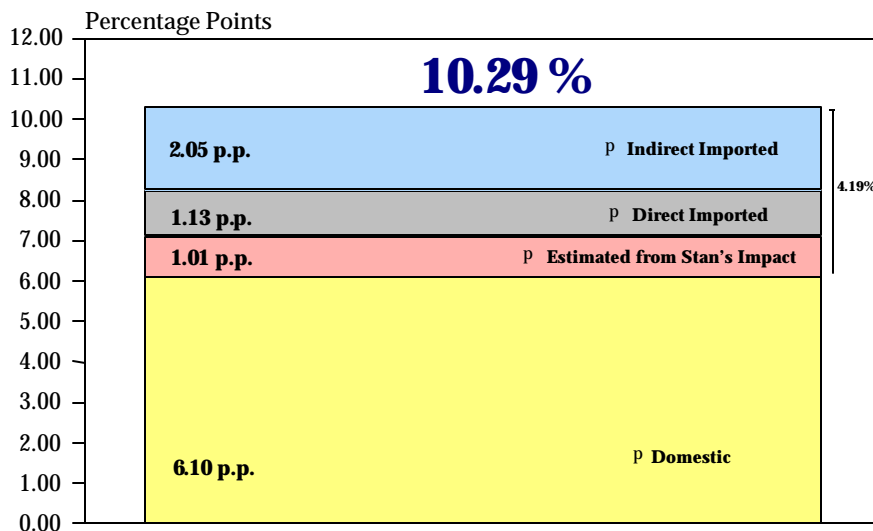 Percentage Points
12.00
11.00
10.00
9.00
8.00
7.00
6.00
5.00
4.00
3.00
2.00
1.00
0.00
10.29 %
2.05 p.p.
p Indirect Imported
4.19%
1.13 p.p.
p Direct Imported
1.01 p.p.
p Estimated from Stan's Impact
6.10 p.p.
p Domestic